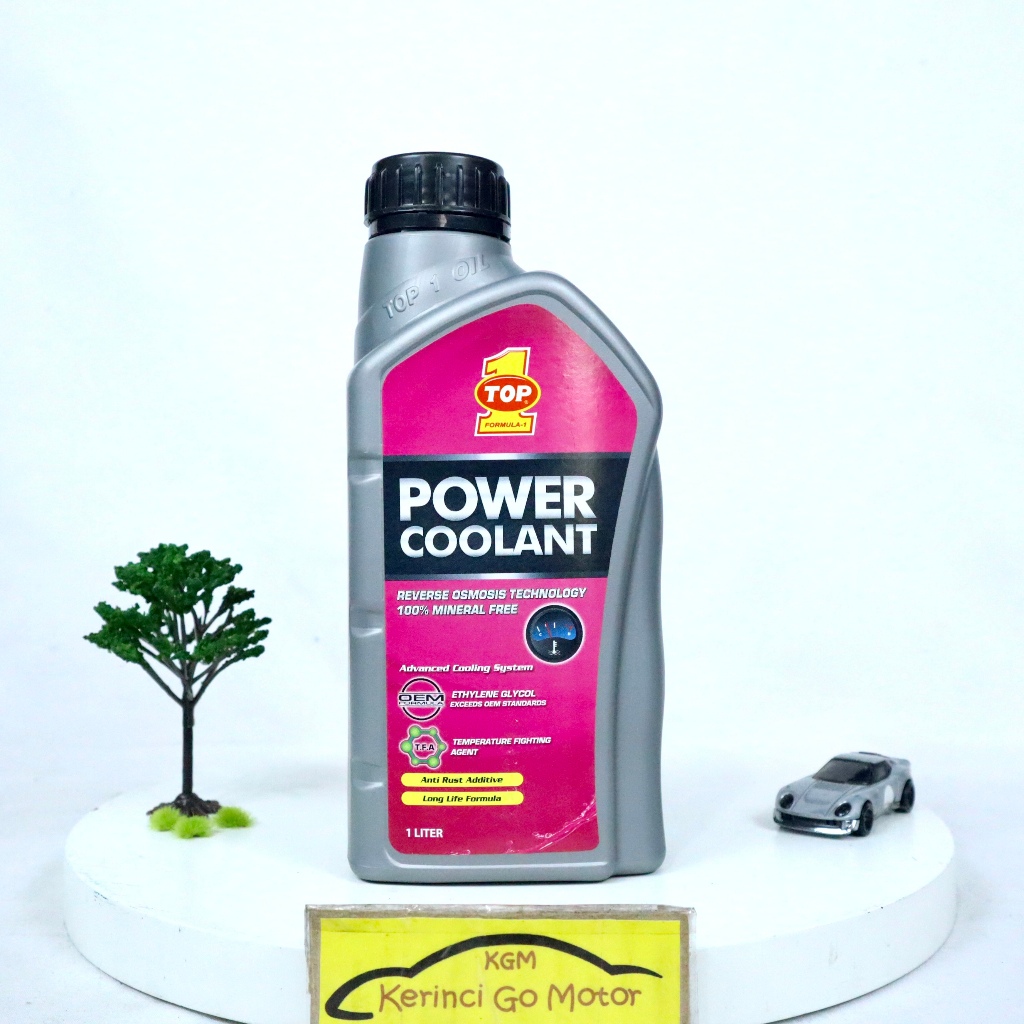 TOP 1 OIL
1
TOP
FORMULA-1
POWER
COOLANT
REVERSE OSMOSIS TECHNOLOGY
100% MINERAL FREE
Advanced Cooling System
OEM
FORMULA
ETHYLENE GLYCOL
EXCEEDS OEM STANDARDS
T.F.A
TEMPERATURE FIGHTING
AGENT
Anti Rust Additive
Long Life Formula
1 LITER
KGM
Kerinci Go Motor